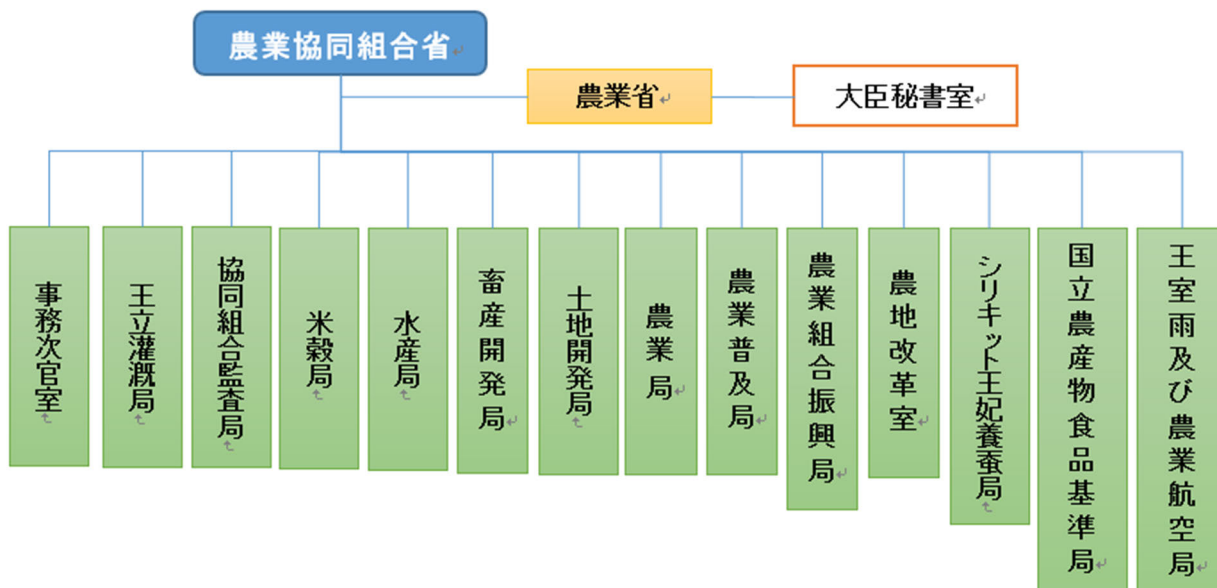 農業協同組合省
農業省
大臣秘書室
事務次官室
王立灌漑局
協同組合監査局
米穀局
水産局
畜産開発局
土地開発局
農業局
農業普及局
農業組合振興局
農地改革室
シリキット王妃養蚕局
国立農産物食品基準局
王室雨及び農業航空局